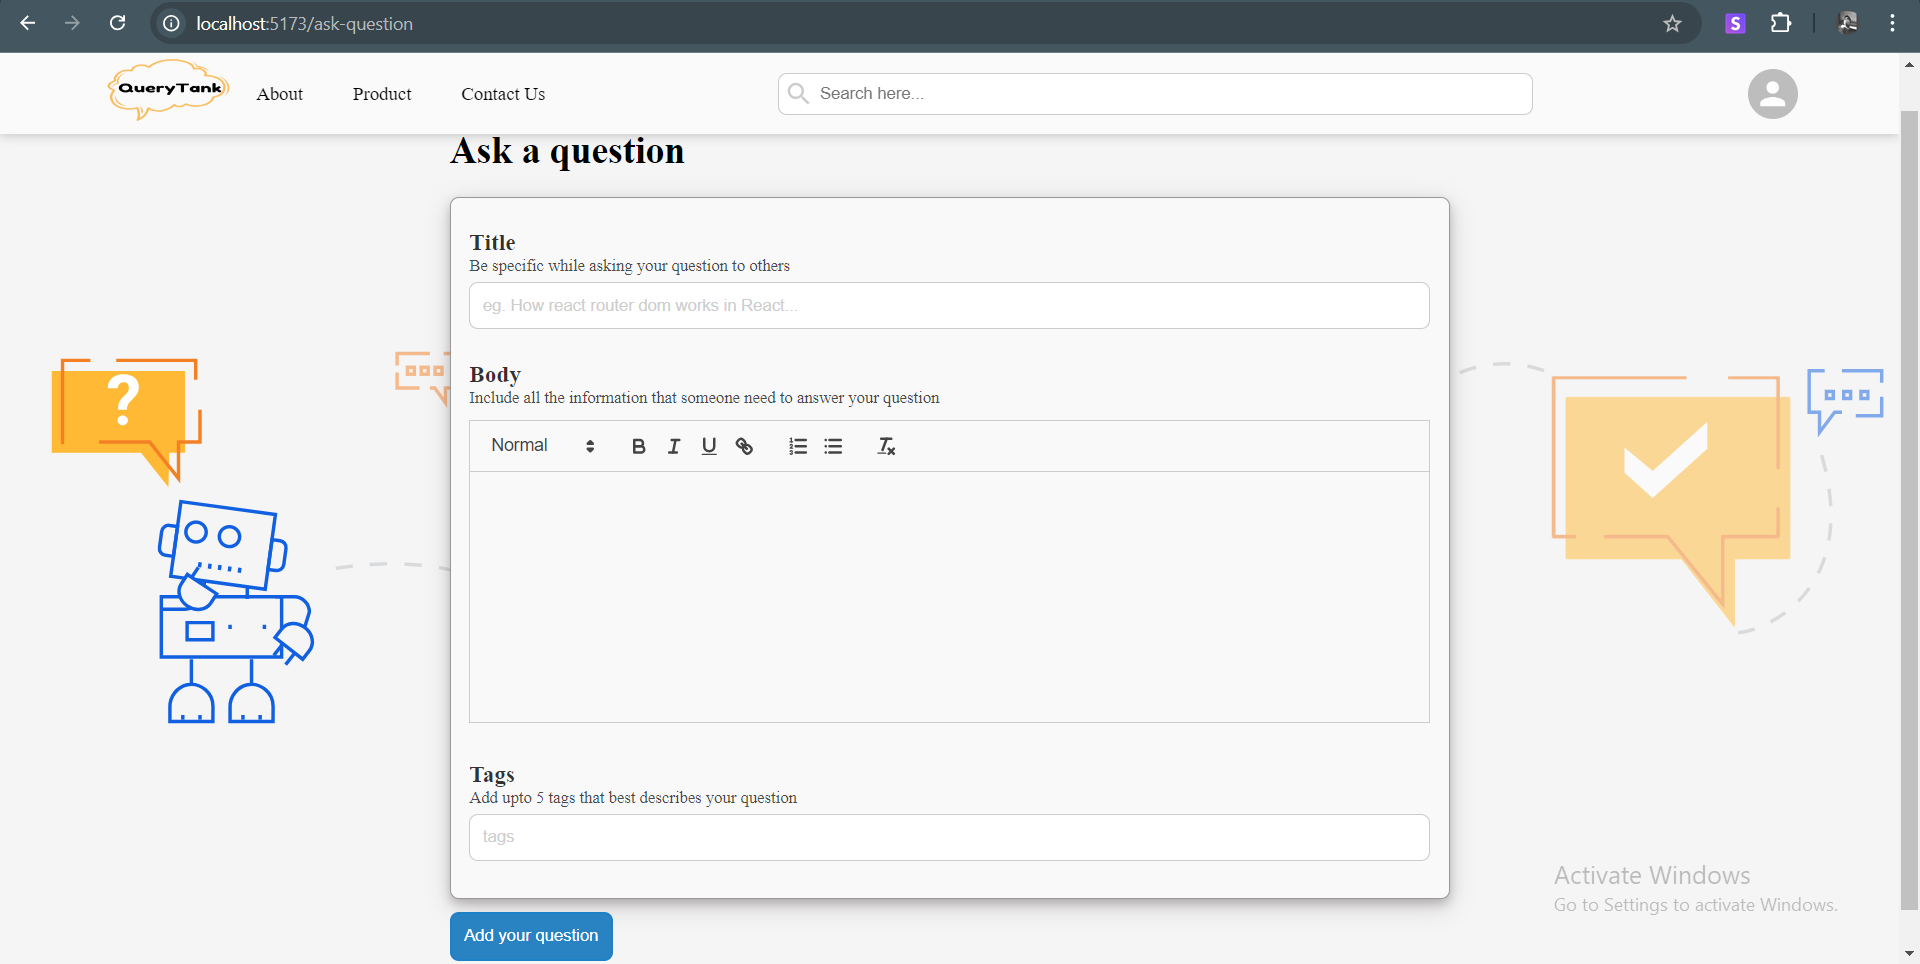 localhost:5173/ask-question
S
QueryTank
About Product Contact Us
Search here...
Ask a question
Title
Be specific while asking your question to others
eg. How react router dom works in React...
?
Body
Include all the information that someone need to answer your question
Normal
B I U
Tags
Add upto 5 tags that best describes your question
tags
Activate Windows
Go to Settings to activate Windows.
Add your question